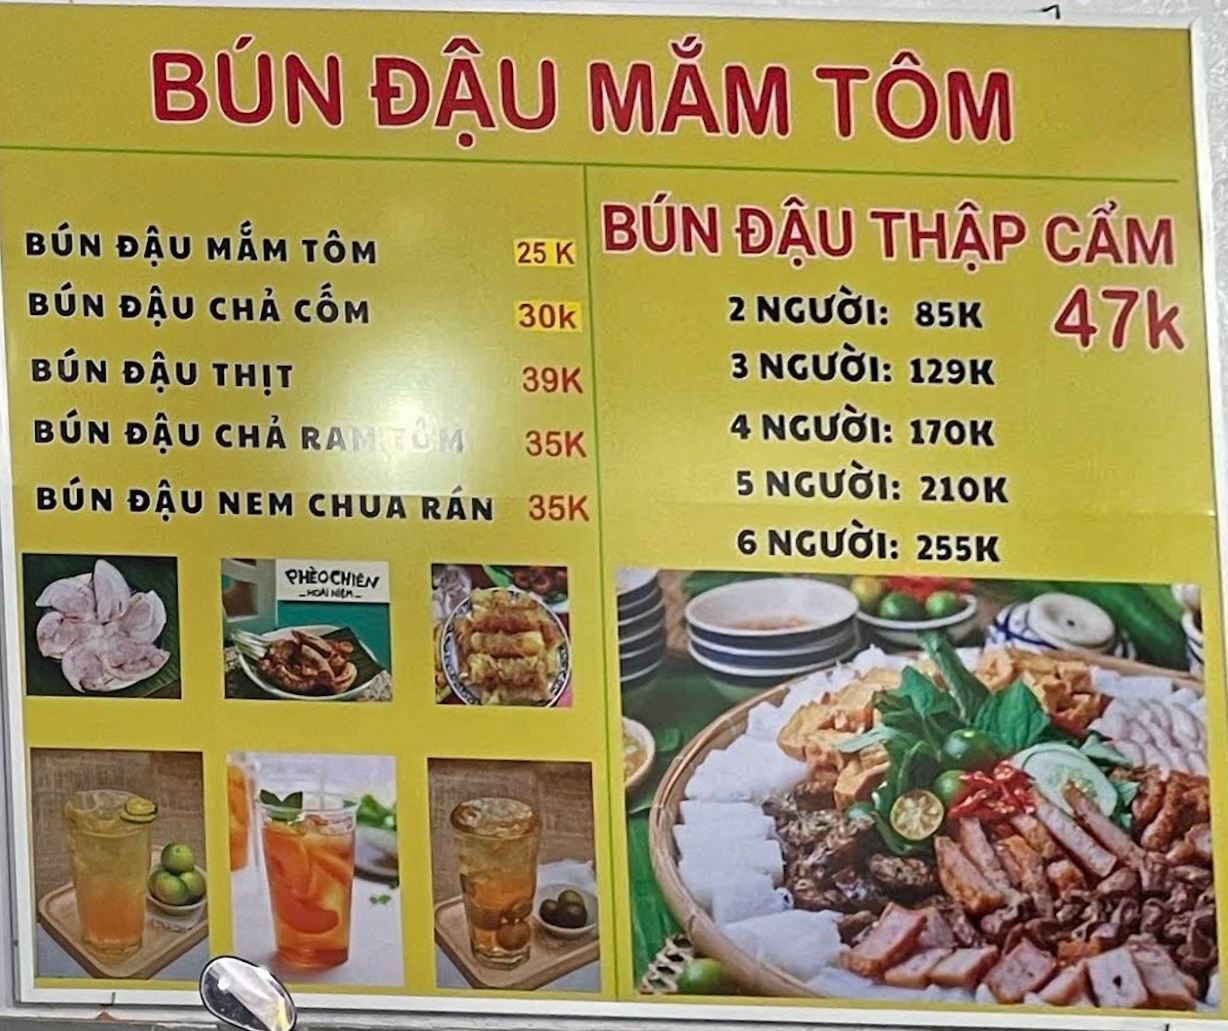 BÚN ĐẬU MẮM TÔM
BÚN ĐẬU MẮM TÔM 25 K
BÚN ĐẬU CHẢ CỐM 30k
BÚN ĐẬU THỊT 39K
BÚN ĐẬU CHẢ RAM TÔM 35K
BÚN ĐẬU NEM CHUA RÁN 35K
PHÈO CHIÊN
- HOÀI NIỆM -
BÚN ĐẬU THẬP CẨM
47k
2 NGƯỜI: 85K
3 NGƯỜI: 129K
4 NGƯỜI: 170K
5 NGƯỜI: 210K
6 NGƯỜI: 255K